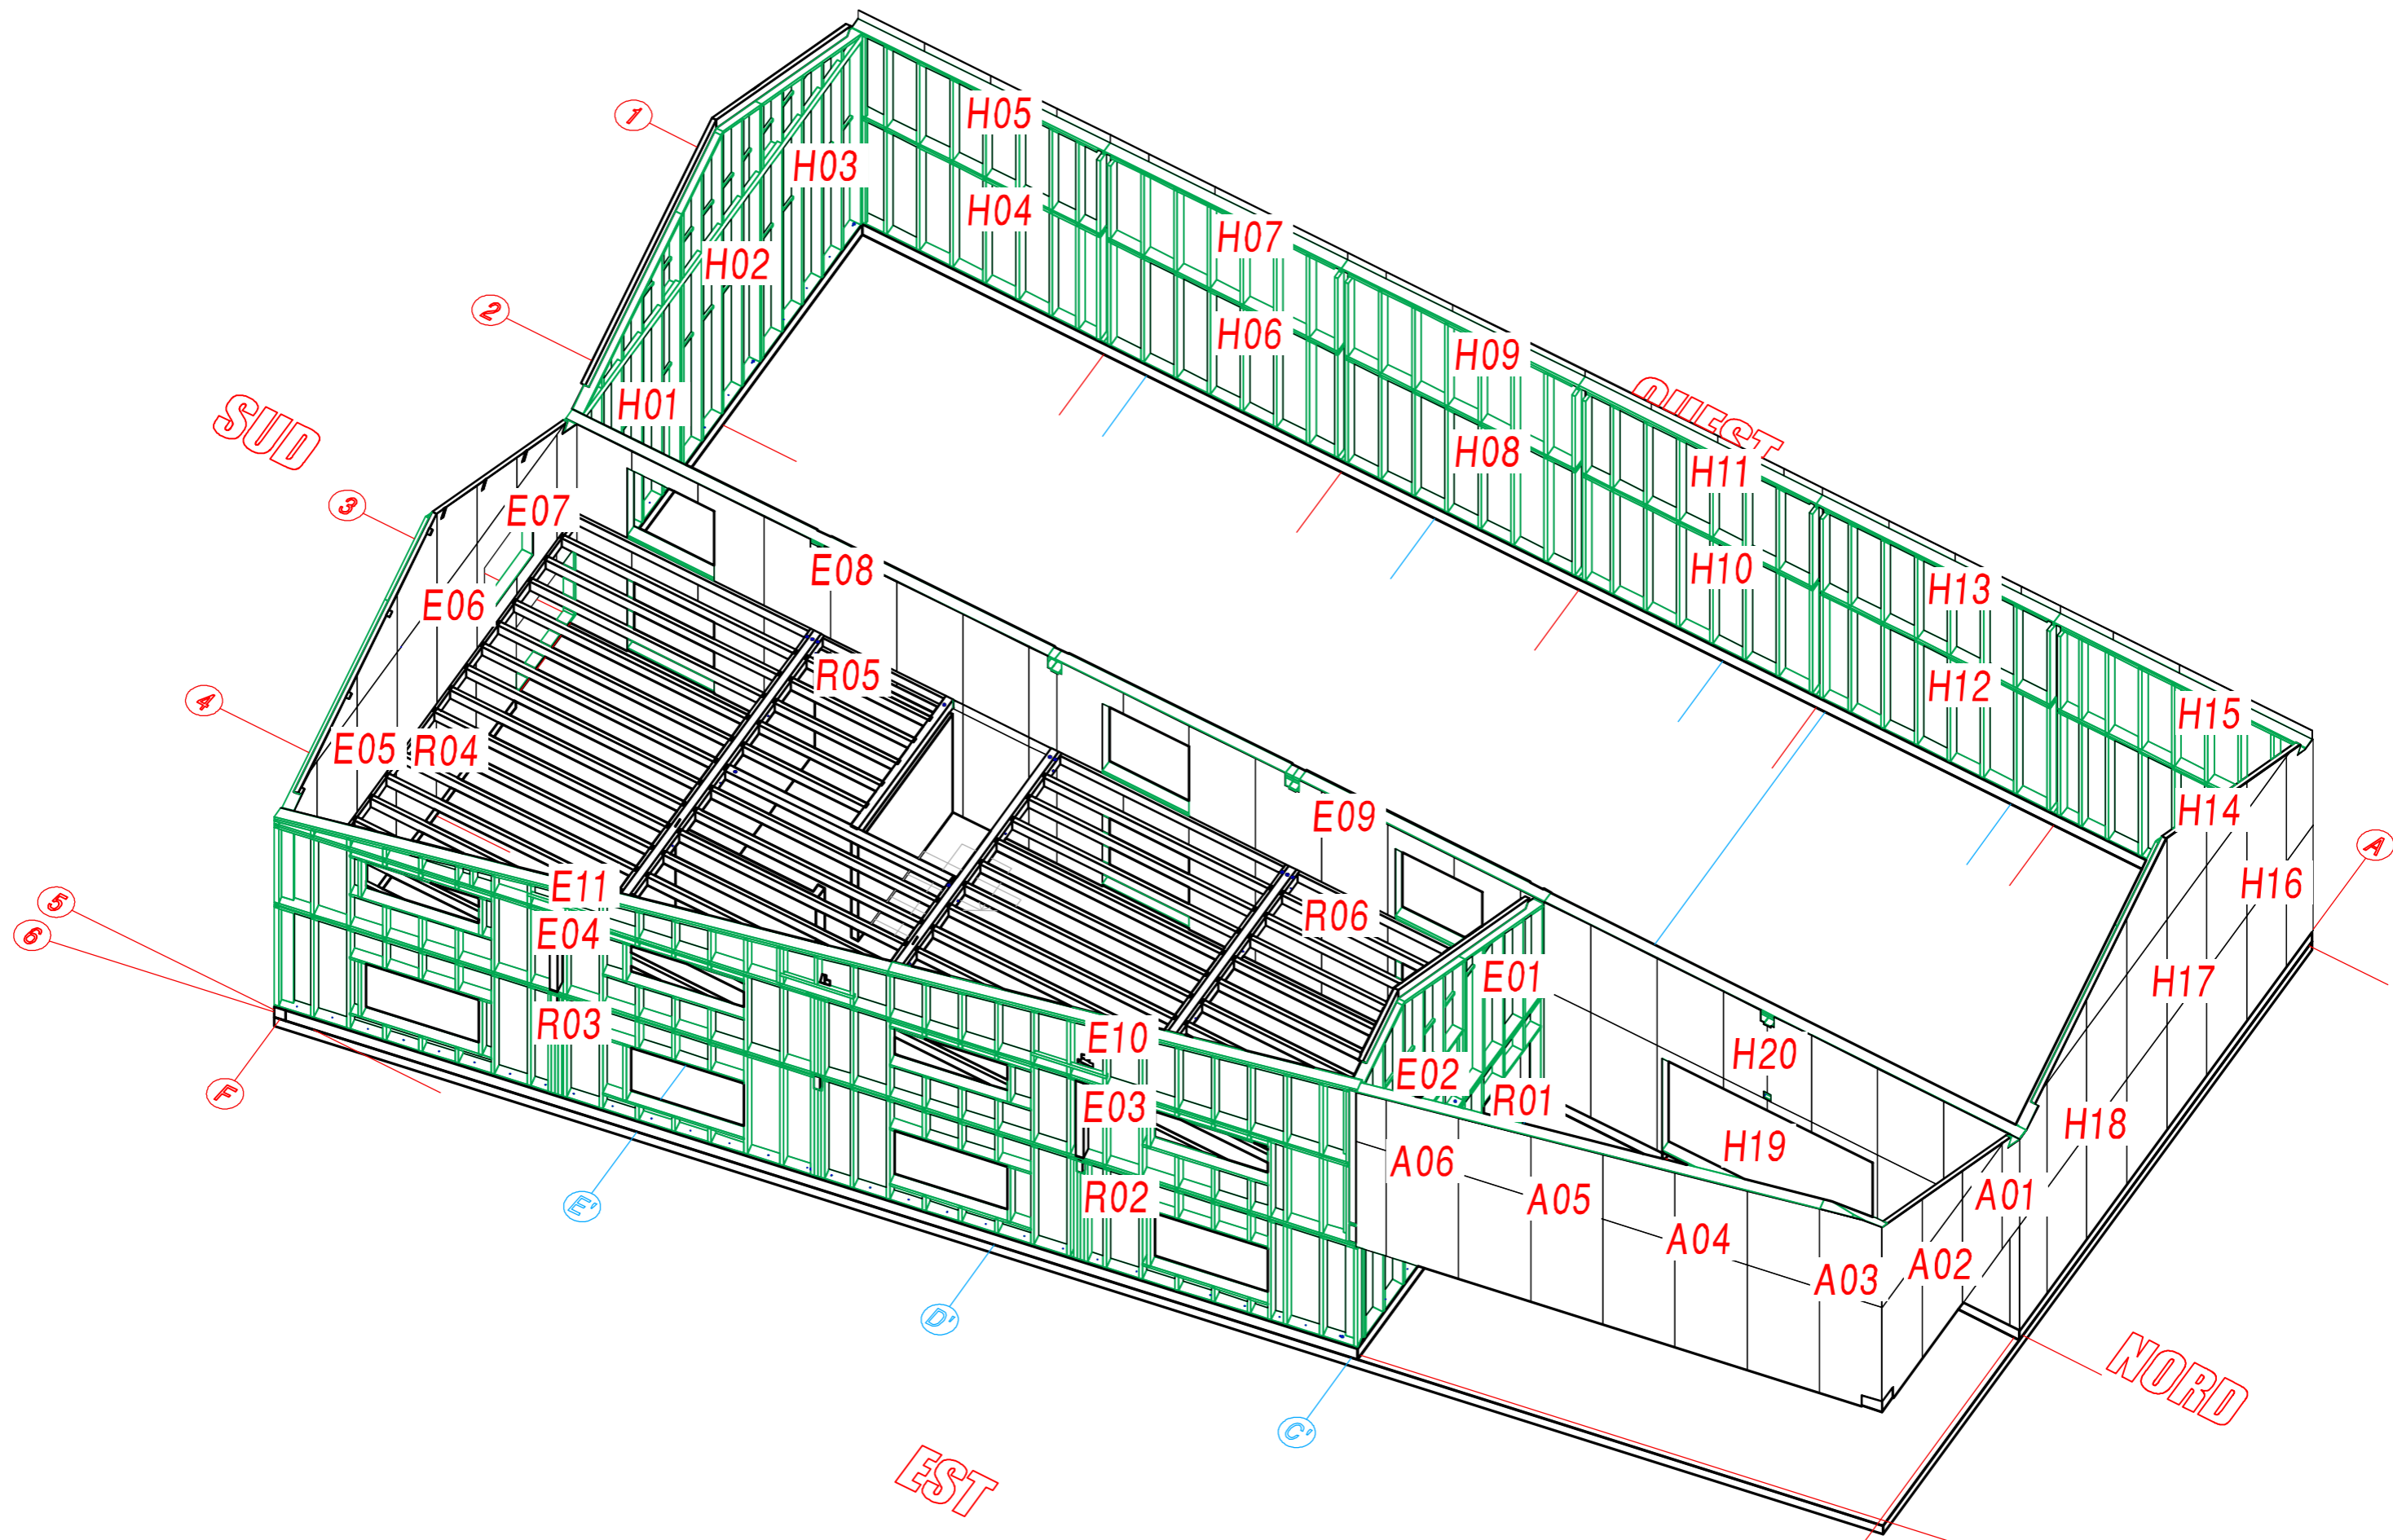 1
H05
H03
H04
H07
H02
2
H06
H09
OUEST
H01
SUD
H08
H11
3
E07
E08
H10
H13
E06
R05
H12
4
H15
E05
R04
H14
E09
A
H16
5
E11
R06
6
E04
E01
H17
R03
E10
H20
E02
R01
F
E03
H18
H19
A06
R02
A05
A01
E'
A04
A02
A03
D'
NORD
C'
EST